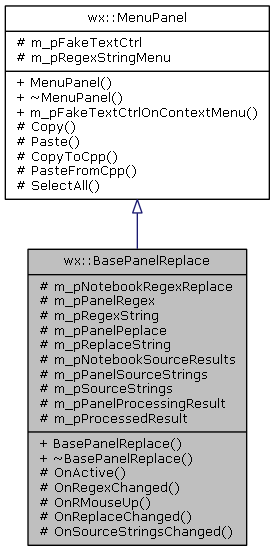 wx::MenuPanel
# m_pFakeTextCtrl
# m_pRegexStringMenu
+ MenuPanel()
+ ~MenuPanel()
+ m_pFakeTextCtrlOnContextMenu()
# Copy()
# Paste()
# CopyToCpp()
# PasteFromCpp()
# SelectAll()
wx::BasePanelReplace
# m_pNotebookRegexReplace
# m_pPanelRegex
# m_pRegexString
# m_pPanelPeplace
# m_pReplaceString
# m_pNotebookSourceResults
# m_pPanelSourceStrings
# m_pSourceStrings
# m_pPanelProcessingResult
# m_pProcessedResult
+ BasePanelReplace()
+ ~BasePanelReplace()
# OnActive()
# OnRegexChanged()
# OnRMouseUp()
# OnReplaceChanged()
# OnSourceStringsChanged()